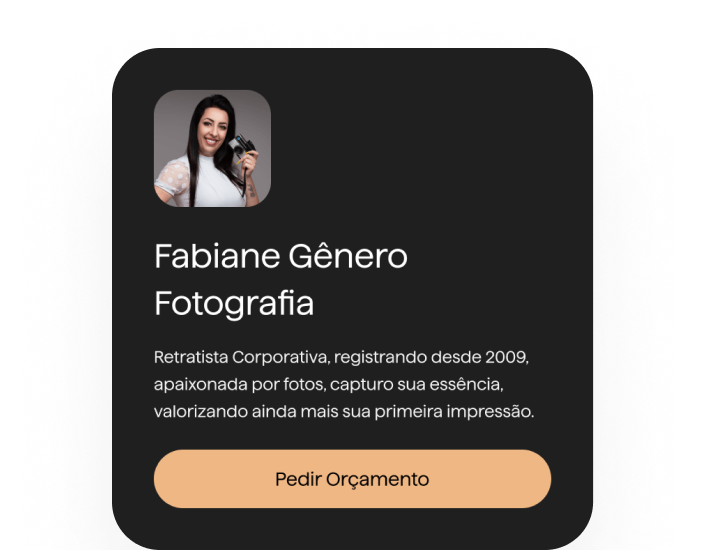 Fabiane Gênero
Fotografia
Retratista Corporativa, registrando desde 2009,
apaixonada por fotos, capturo sua essência,
valorizando ainda mais sua primeira impressão.
Pedir Orçamento